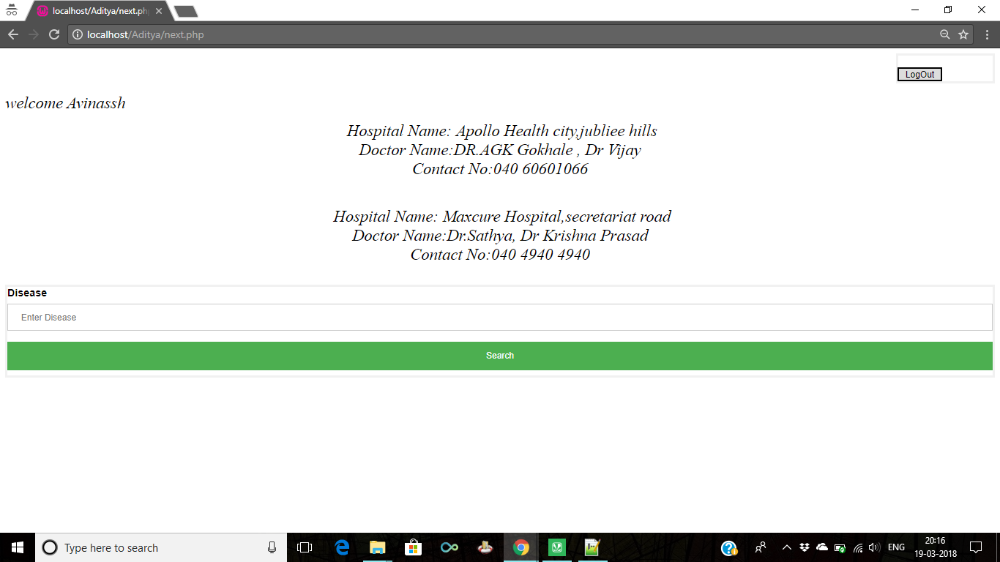 localhost/Aditya/next.ph
localhost/Aditya/next.php
LogOut
welcome Avinassh
Hospital Name: Apollo Health city,jubliee hills
Doctor Name:DR.AGK Gokhale , Dr Vijay
Contact No:040 60601066
Hospital Name: Maxcure Hospital,secretariat road
Doctor Name:Dr.Sathya, Dr Krishna Prasad
Contact No:040 4940 4940
Disease
Enter Disease
Search
Type here to search
ENG
20:16
19-03-2018